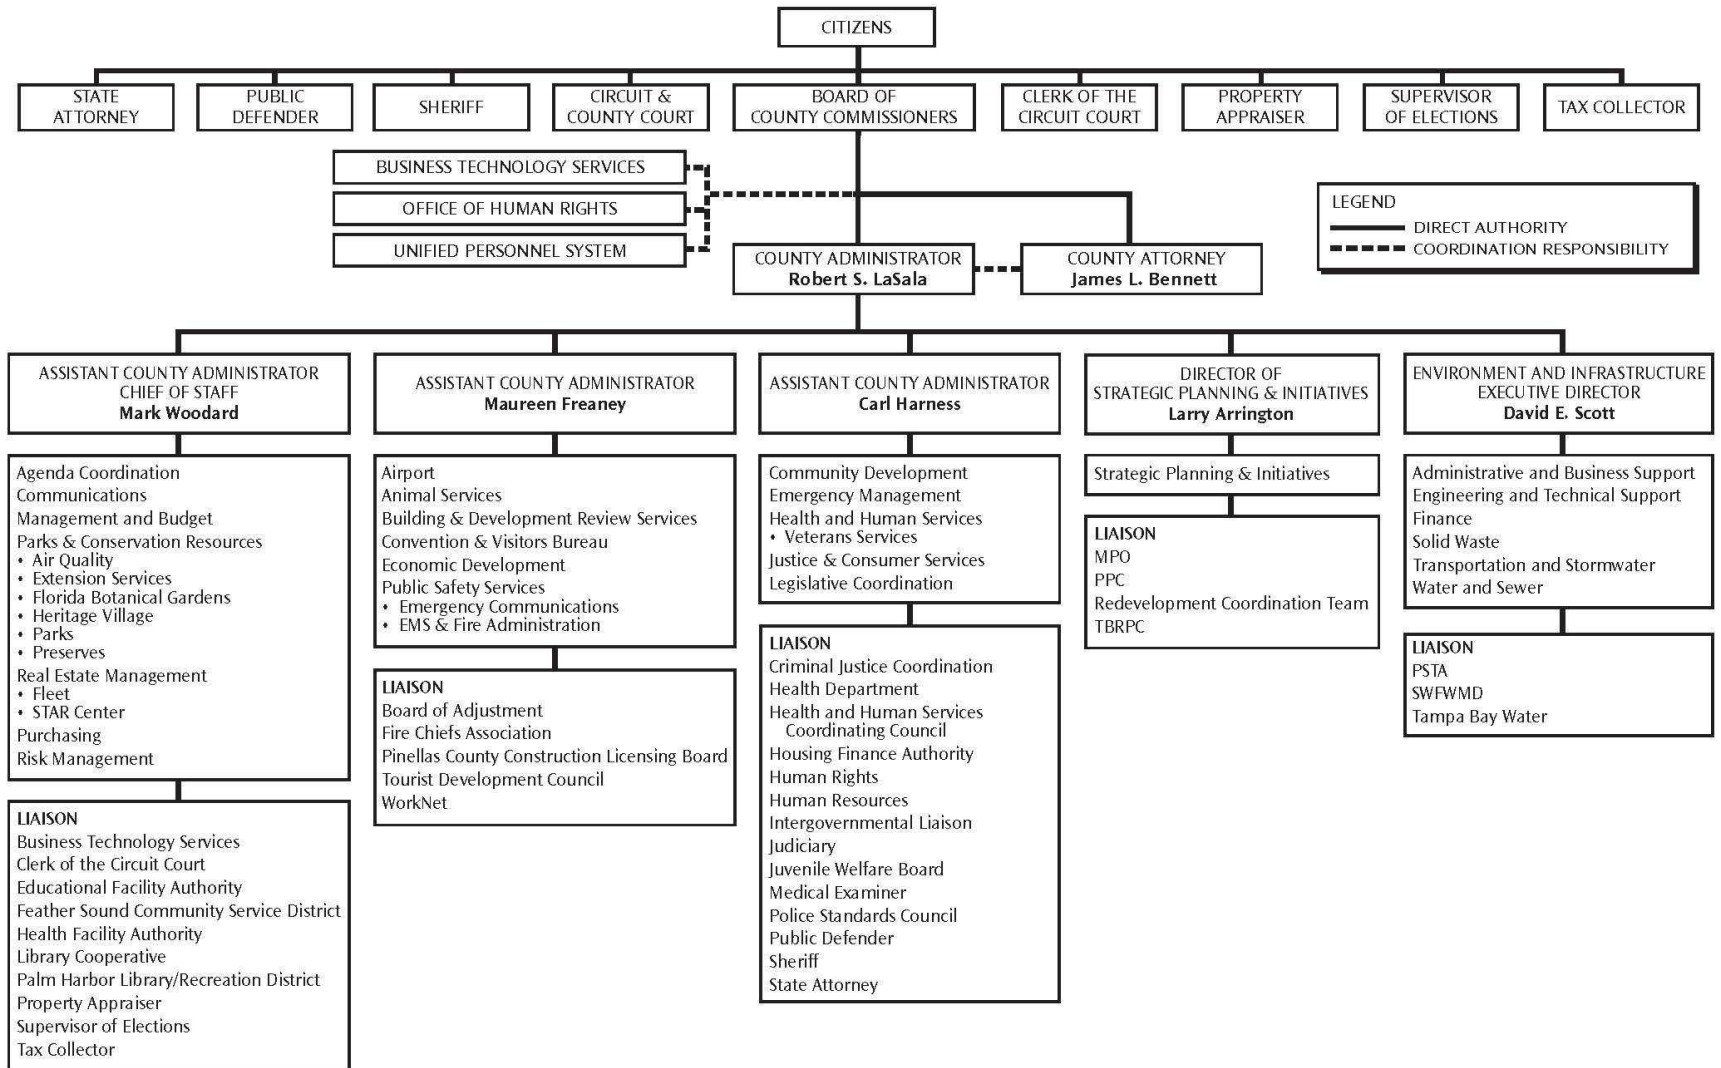 CITIZENS
STATE
ATTORNEY
PUBLIC
DEFENDER
SHERIFF
CIRCUIT &
COUNTY COURT
BOARD OF
COUNTY COMMISSIONERS
CLERK OF THE
CIRCUIT COURT
PROPERTY
APPRAISER
SUPERVISOR
OF ELECTIONS
TAX COLLECTOR
BUSINESS TECHNOLOGY SERVICES
OFFICE OF HUMAN RIGHTS
UNIFIED PERSONNEL SYSTEM
LEGEND
DIRECT AUTHORITY
COORDINATION RESPONSIBILITY
COUNTY ADMINISTRATOR
Robert S. LaSala
COUNTY ATTORNEY
James L. Bennett
ASSISTANT COUNTY ADMINISTRATOR
CHIEF OF STAFF
Mark Woodard
Agenda Coordination
Communications
Management and Budget
Parks & Conservation Resources
• Air Quality
• Extension Services
• Florida Botanical Gardens
• Heritage Village
• Parks
• Preserves
Real Estate Management
• Fleet
• STAR Center
Purchasing
Risk Management
LIAISON
Business Technology Services
Clerk of the Circuit Court
Educational Facility Authority
Feather Sound Community Service District
Health Facility Authority
Library Cooperative
Palm Harbor Library/Recreation District
Property Appraiser
Supervisor of Elections
Tax Collector
ASSISTANT COUNTY ADMINISTRATOR
Maureen Freaney
Airport
Animal Services
Building & Development Review Services
Convention & Visitors Bureau
Economic Development
Public Safety Services
• Emergency Communications
• EMS & Fire Administration
LIAISON
Board of Adjustment
Fire Chiefs Association
Pinellas County Construction Licensing Board
Tourist Development Council
WorkNet
ASSISTANT COUNTY ADMINISTRATOR
Carl Harness
Community Development
Emergency Management
Health and Human Services
• Veterans Services
Justice & Consumer Services
Legislative Coordination
LIAISON
Criminal Justice Coordination
Health Department
Health and Human Services
Coordinating Council
Housing Finance Authority
Human Rights
Human Resources
Intergovernmental Liaison
Judiciary
Juvenile Welfare Board
Medical Examiner
Police Standards Council
Public Defender
Sheriff
State Attorney
DIRECTOR OF
STRATEGIC PLANNING & INITIATIVES
Larry Arrington
Strategic Planning & Initiatives
LIAISON
MPO
PPC
Redevelopment Coordination Team
TBRPC
ENVIRONMENT AND INFRASTRUCTURE
EXECUTIVE DIRECTOR
David E. Scott
Administrative and Business Support
Engineering and Technical Support
Finance
Solid Waste
Transportation and Stormwater
Water and Sewer
LIAISON
PSTA
SWFWMD
Tampa Bay Water